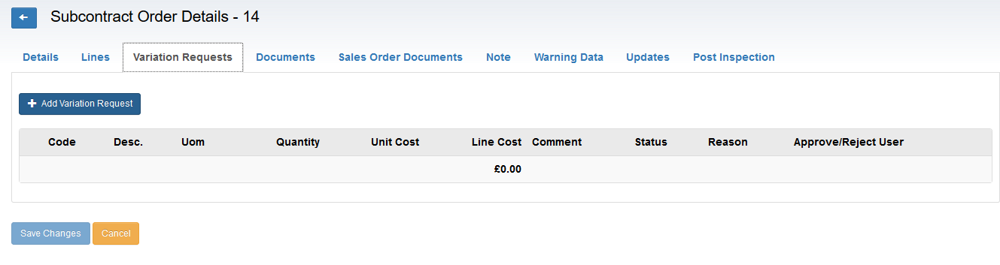 Subcontract Order Details - 14
Details Lines Variation Requests Documents Sales Order Documents Note Warning Data Updates Post Inspection
Add Variation Request
Code Desc. Uom Quantity Unit Cost Line Cost Comment Status Reason Approve/Reject User
£0.00
Save Changes Cancel